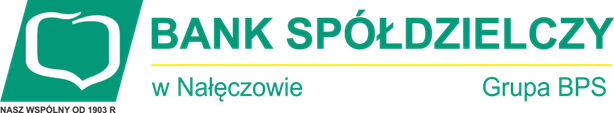 BANK SPÓŁDZIELCZY
w Nałęczowie Grupa BPS
NASZ WSPÓLNY OD 1903 R